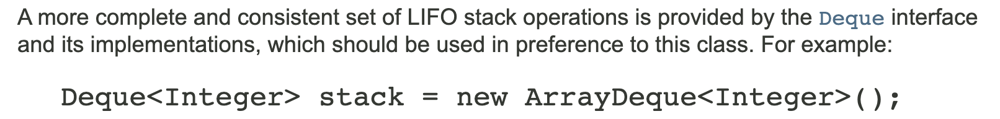 A more complete and consistent set of LIFO stack operations is provided by the Deque interface
and its implementations, which should be used in preference to this class. For example:
Deque<Integer> stack = new ArrayDeque<Integer>();